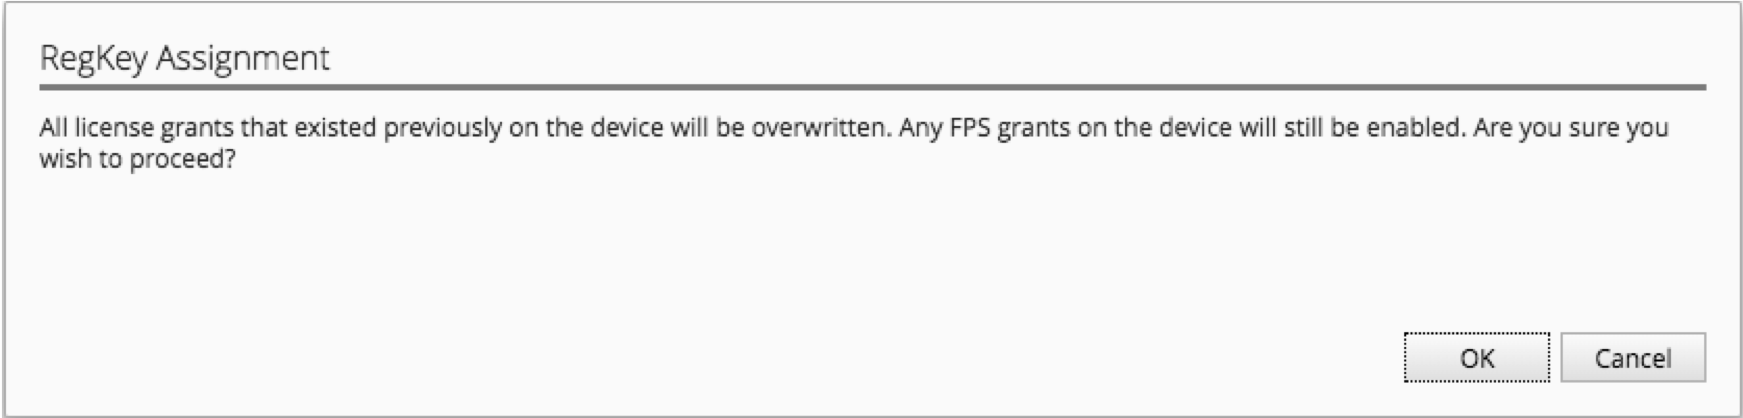 RegKey Assignment
All license grants that existed previously on the device will be overwritten. Any FPS grants on the device will still be enabled. Are you sure you
wish to proceed?
OK
Cancel